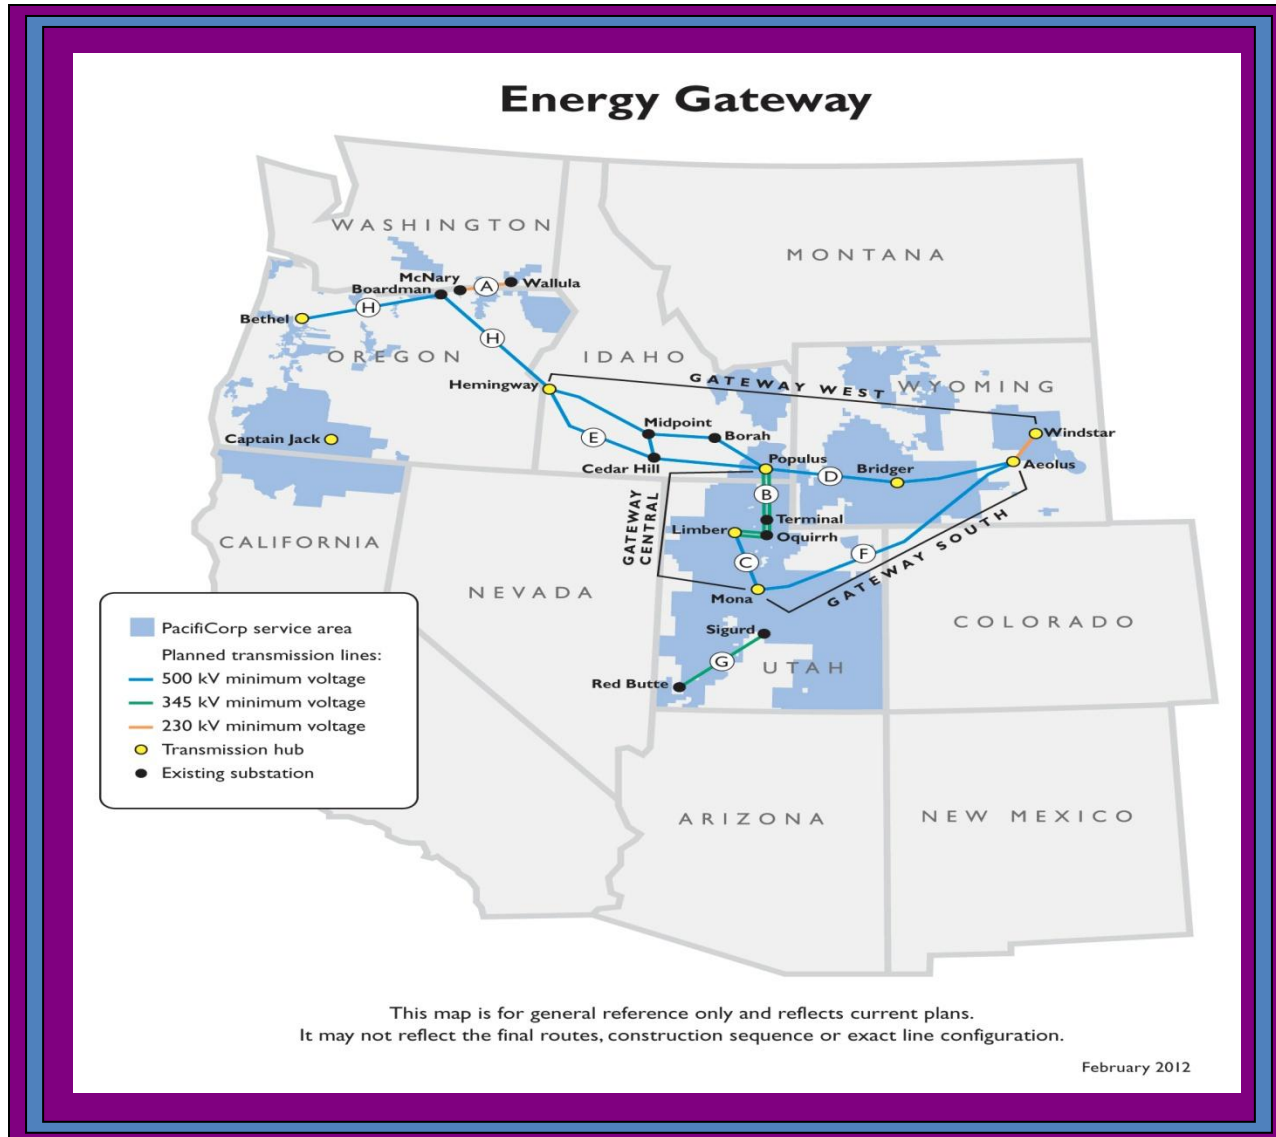 Energy Gateway
WASHINGTON
MONTANA
McNary
Boardman
A
Wallula
H
Bethel
H
OREGON
IDAHO
Hemingway
GATEWAY WEST
WYOMING
Captain Jack
E
Midpoint
Borah
Windstar
Cedar Hill
Populus
D
Bridger
Aeolus
B
GATEWAY
CENTRAL
Limber
Terminal
Oquirrh
CALIFORNIA
C
F
GATEWAY SOUTH
NEVADA
Mona
COLORADO
Sigurd
G
UTAH
Red Butte
PacifiCorp service area
Planned transmission lines:
500 kV minimum voltage
345 kV minimum voltage
230 kV minimum voltage
Transmission hub
Existing substation
ARIZONA
NEW MEXICO
This map is for general reference only and reflects current plans.
It may not reflect the final routes, construction sequence or exact line configuration.
February 2012